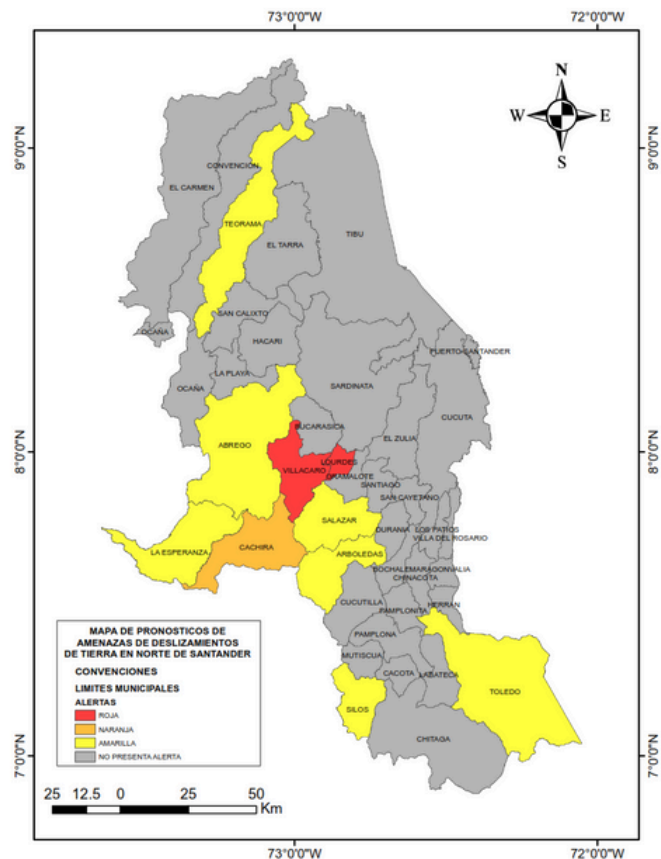 73°0'0"W
72°0'0"W
N
W
E
S
9°0'0"N
9°0'0"N
CONVENCIÓN
EL CARMEN
TEORAMA
TIBU
EL TARRA
SAN CALIXTO
OCAÑA
HACARI
PUERTO SANTANDER
LA PLAYA
OCAÑA
SARDINATA
CUCUTA
BUCARASICA
ABREGO
EL ZULIA
8°0'0"N
8°0'0"N
LOURDES
VILLACARO
GRAMALOTE
SANTIAGO
SAN CAYETANO
SALAZAR
DURANIA
LOS PATIOS
VILLA DEL ROSARIO
CACHIRA
LA ESPERANZA
ARBOLEDAS
BOCHALEMA
RAGONVALIA
CHINACOTA
CUCUTILLA
HERRÁN
PAMPLONITA
PAMPLONA
MUTISCUA
CACOTA
LABATECA
TOLEDO
SILOS
CHITAGA
MAPA DE PRONOSTICOS DE
AMENAZAS DE DESLIZAMIENTOS
DE TIERRA EN NORTE DE SANTANDER
CONVENCIONES
LIMITES MUNICIPALES
ALERTAS
ROJA
NARANJA
AMARILLA
NO PRESENTA ALERTA
7°0'0"N
7°0'0"N
25 12.5 0 25 50
Km
73°0'0"W
72°0'0"W